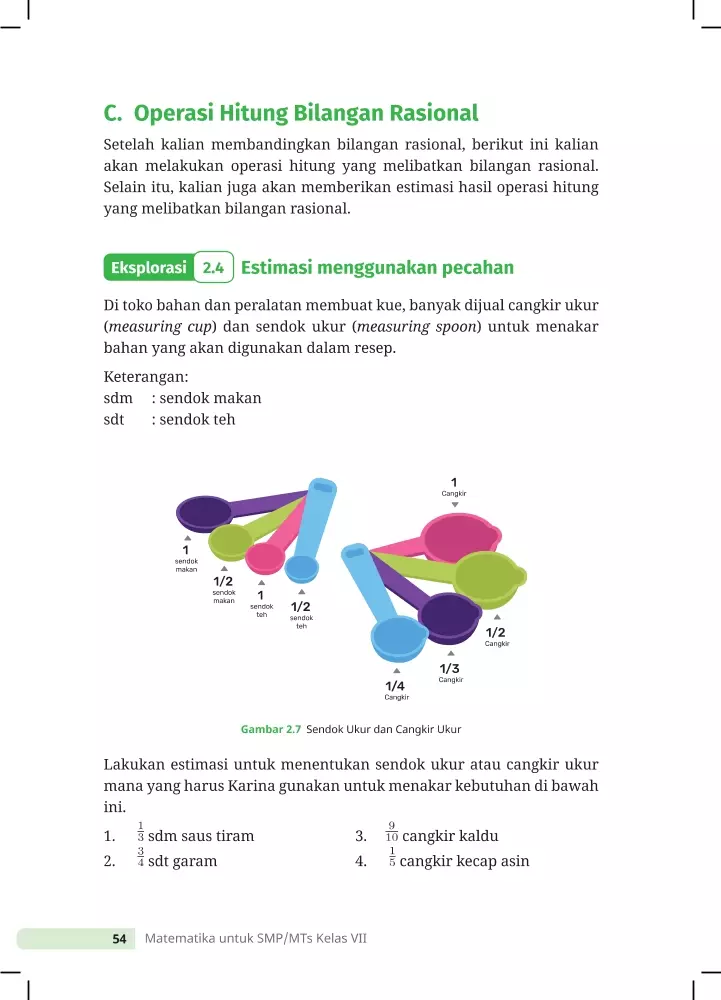 C. Operasi Hitung Bilangan Rasional
Setelah kalian membandingkan bilangan rasional, berikut ini kalian
akan melakukan operasi hitung yang melibatkan bilangan rasional.
Selain itu, kalian juga akan memberikan estimasi hasil operasi hitung
yang melibatkan bilangan rasional.
Eksplorasi 2.4 Estimasi menggunakan pecahan
Di toko bahan dan peralatan membuat kue, banyak dijual cangkir ukur
(measuring cup) dan sendok ukur (measuring spoon) untuk menakar
bahan yang akan digunakan dalam resep.
Keterangan:
sdm : sendok makan
sdt : sendok teh
1
sendok
makan
1/2
sendok
makan
1
sendok
teh
1/2
sendok
teh
1
Cangkir
1/2
Cangkir
1/3
Cangkir
1/4
Cangkir
Gambar 2.7 Sendok Ukur dan Cangkir Ukur
Lakukan estimasi untuk menentukan sendok ukur atau cangkir ukur
mana yang harus Karina gunakan untuk menakar kebutuhan di bawah
ini.
1. 1/3 sdm saus tiram
2. 3/4 sdt garam
3. 9/10 cangkir kaldu
4. 1/5 cangkir kecap asin
54 Matematika untuk SMP/MTs Kelas VII